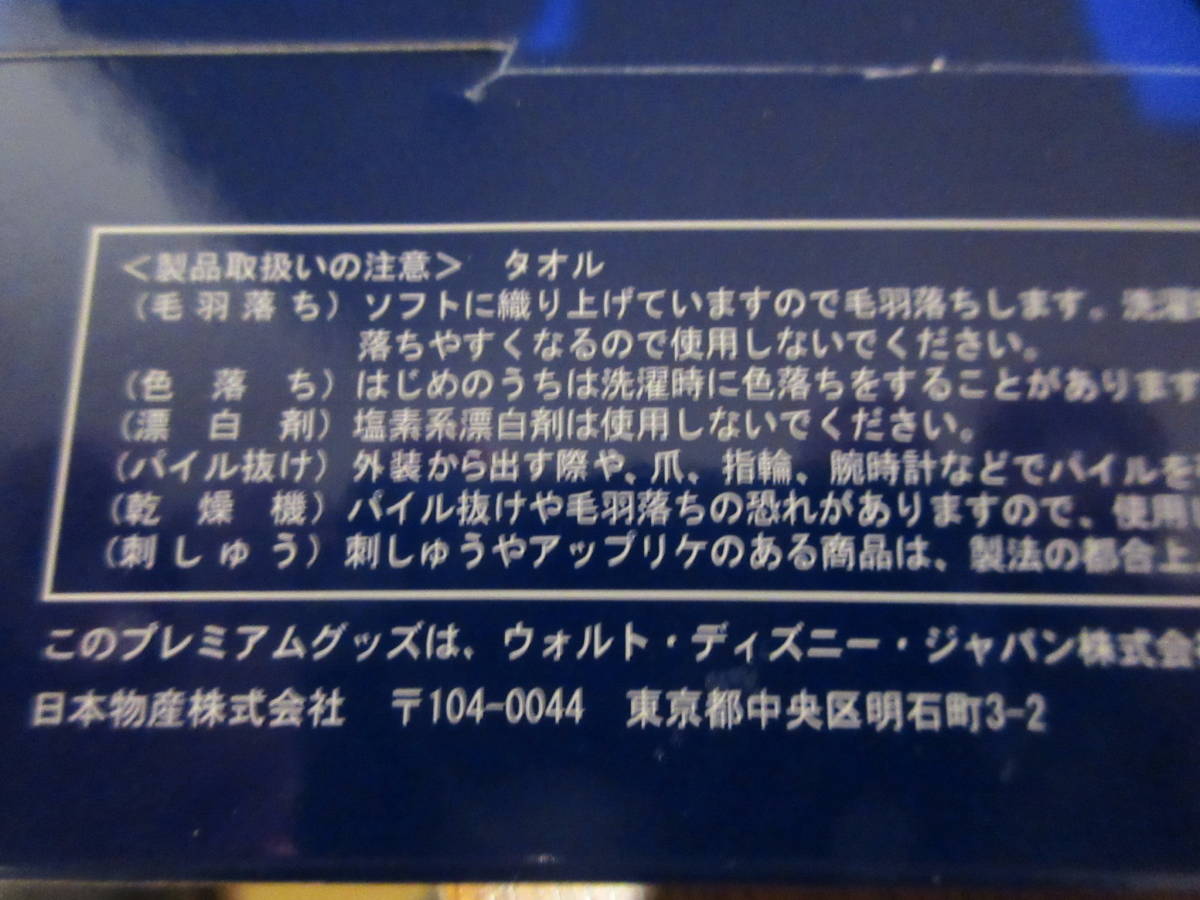 ＜製品取扱いの注意＞　タオル
（毛羽落ち）ソフトに織り上げていますので毛羽落ちします。洗濯
落ちやすくなるので使用しないでください。
（色　落　ち）はじめのうちは洗濯時に色落ちをすることがあります
（漂　白　剤）塩素系漂白剤は使用しないでください。
（パイル抜け）外装から出す際や、爪、指輪、腕時計などでパイルを
（乾　燥　機）パイル抜けや毛羽落ちの恐れがありますので、使用
（刺しゅう）刺しゅうやアップリケのある商品は、製法の都合上
このプレミアムグッズは、ウォルト・ディズニー・ジャパン株式会
日本物産株式会社　〒104-0044　東京都中央区明石町3-2